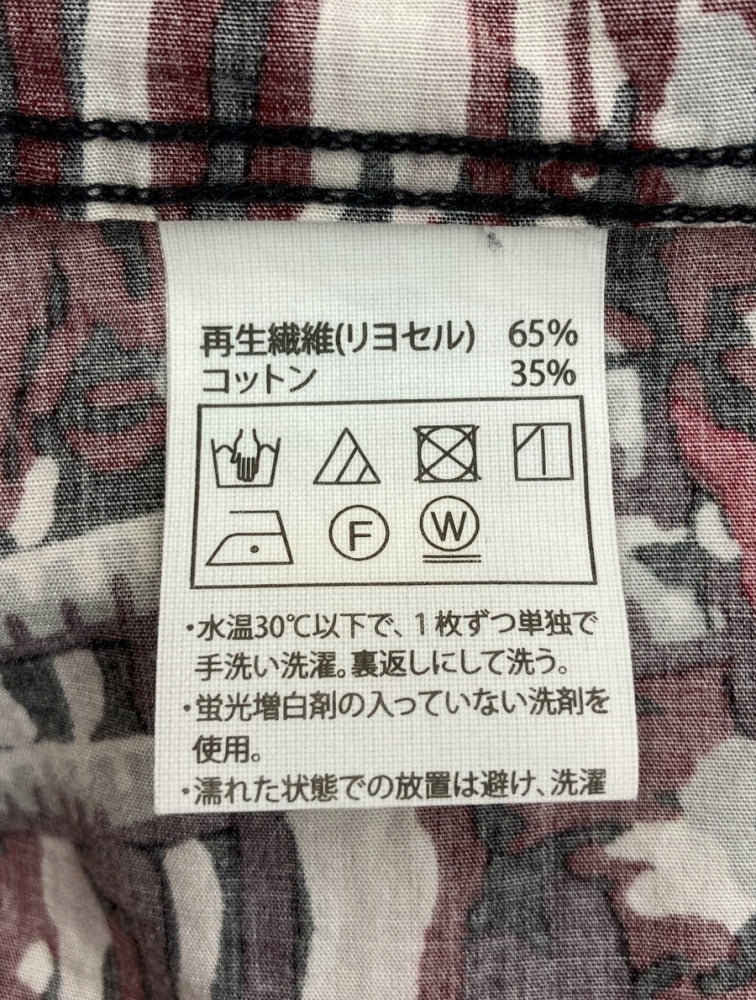 再生繊維(リヨセル) 65%
コットン 35%
F W
・水温30℃以下で、1枚ずつ単独で
手洗い洗濯。裏返しにして洗う。
・蛍光増白剤の入っていない洗剤を
使用。
・濡れた状態での放置は避け、洗濯